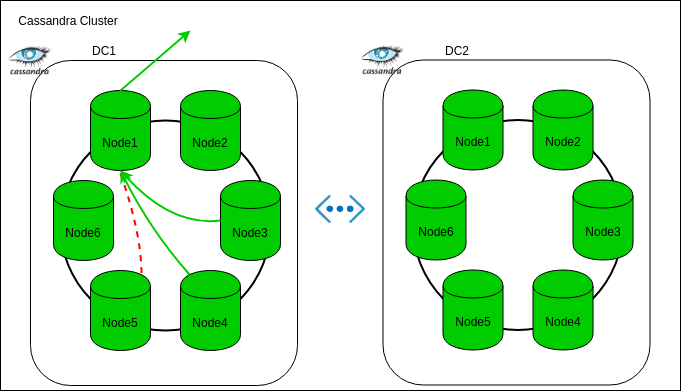 Cassandra Cluster
DC1
cassandra
Node1
Node2
Node6
Node3
Node5
Node4
DC2
cassandra
Node1
Node2
Node6
Node3
Node5
Node4